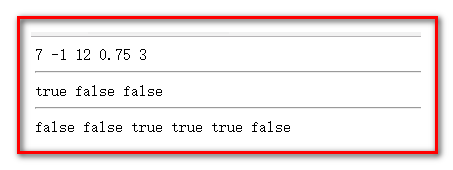 7 -1 12 0.75 3
true false false
false false true true true false